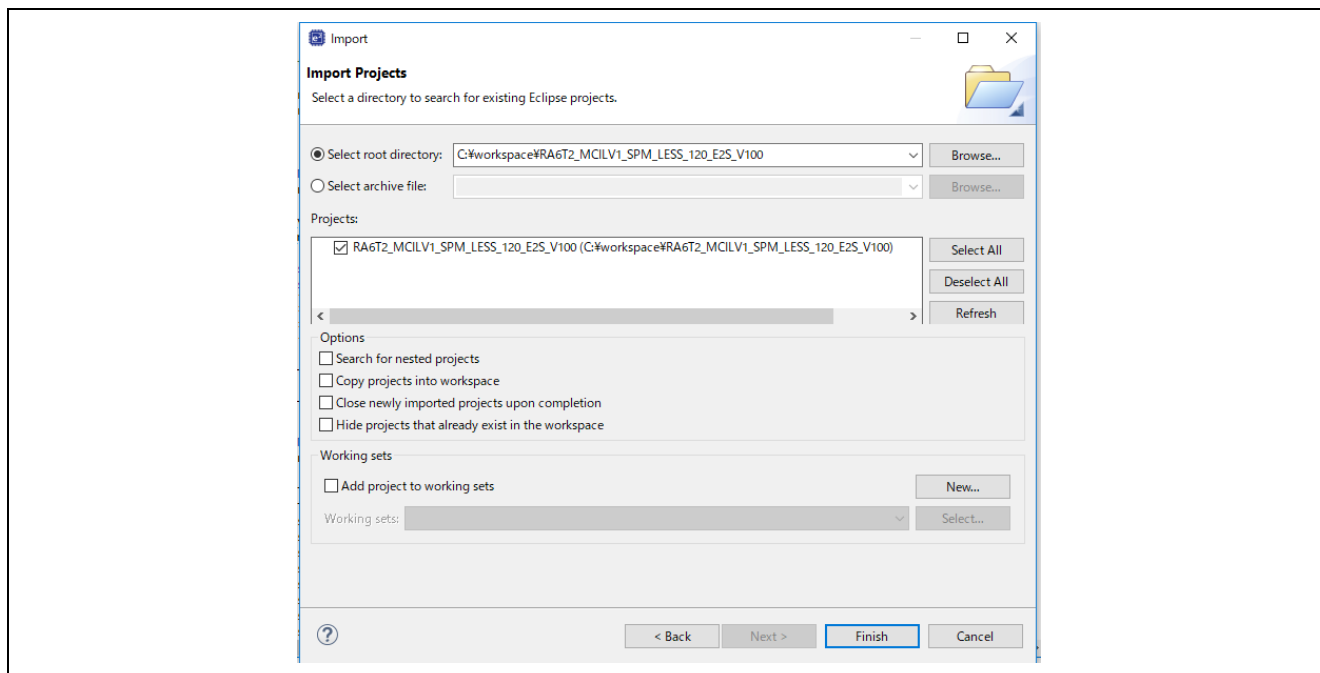 Import
Import Projects
Select a directory to search for existing Eclipse projects.
Select root directory: C:¥workspace¥RA6T2_MCILV1_SPM_LESS_120_E2S_V100 Browse...
Select archive file: Browse...
Projects:
RA6T2_MCILV1_SPM_LESS_120_E2S_V100 (C:¥workspace¥RA6T2_MCILV1_SPM_LESS_120_E2S_V100) Select All
Deselect All
Refresh
Options
Search for nested projects
Copy projects into workspace
Close newly imported projects upon completion
Hide projects that already exist in the workspace
Working sets
Add project to working sets New...
Working sets: Select...
? < Back Next > Finish Cancel